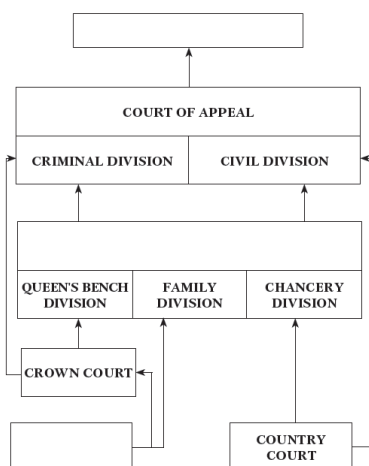 COURT OF APPEAL
CRIMINAL DIVISION
CIVIL DIVISION
QUEEN'S BENCH
DIVISION
FAMILY
DIVISION
CHANCERY
DIVISION
CROWN COURT
COUNTRY
COURT